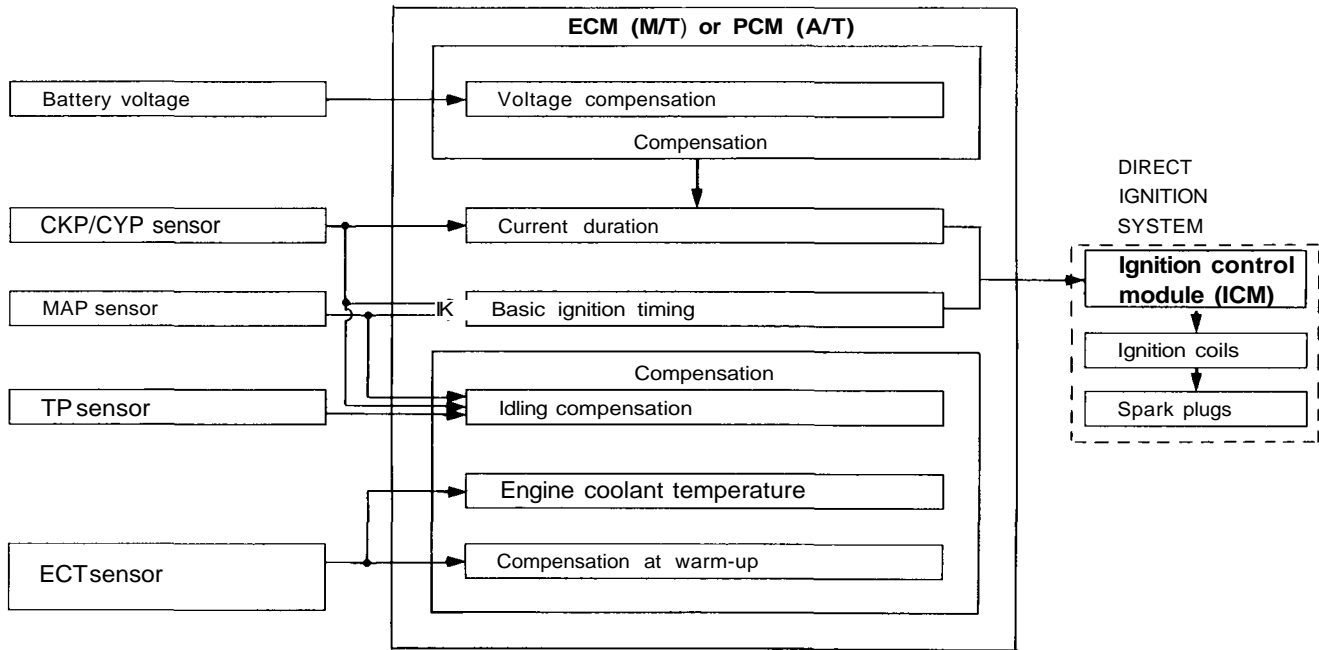 ECM (M/T) or PCM (A/T)
Battery voltage
Voltage compensation
Compensation
DIRECT
IGNITION
SYSTEM
CKP/CYP sensor
Current duration
Ignition control
module (ICM)
MAP sensor
IK
Basic ignition timing
Ignition coils
Compensation
TP sensor
Idling compensation
Spark plugs
Engine coolant temperature
ECT sensor
Compensation at warm-up